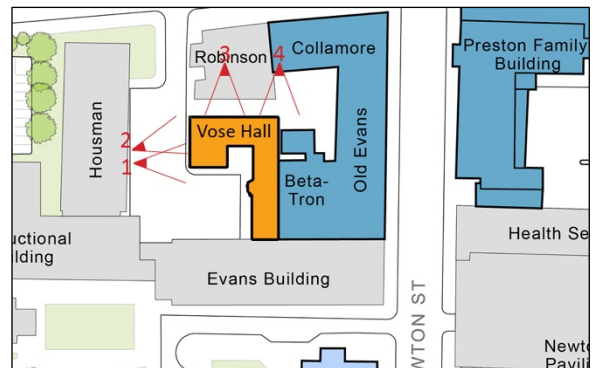 Collamore
Robinson
3
4
Preston Family
Building
Vose Hall
2
1
Housman
Beta-
Tron
Old Evans
uctional
ilding
Evans Building
Health Se
WTON ST
Newto
Pavili